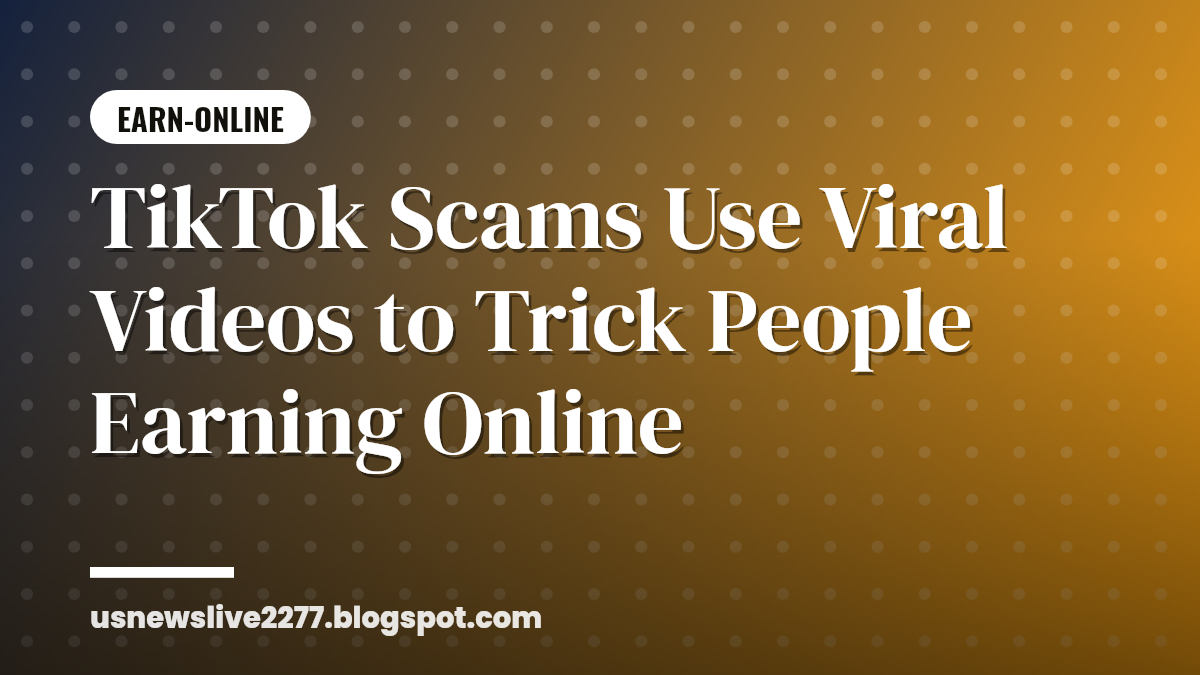 EARN-ONLINE
TikTok Scams Use Viral
Videos to Trick People
Earning Online
usnewslive2277.blogspot.com